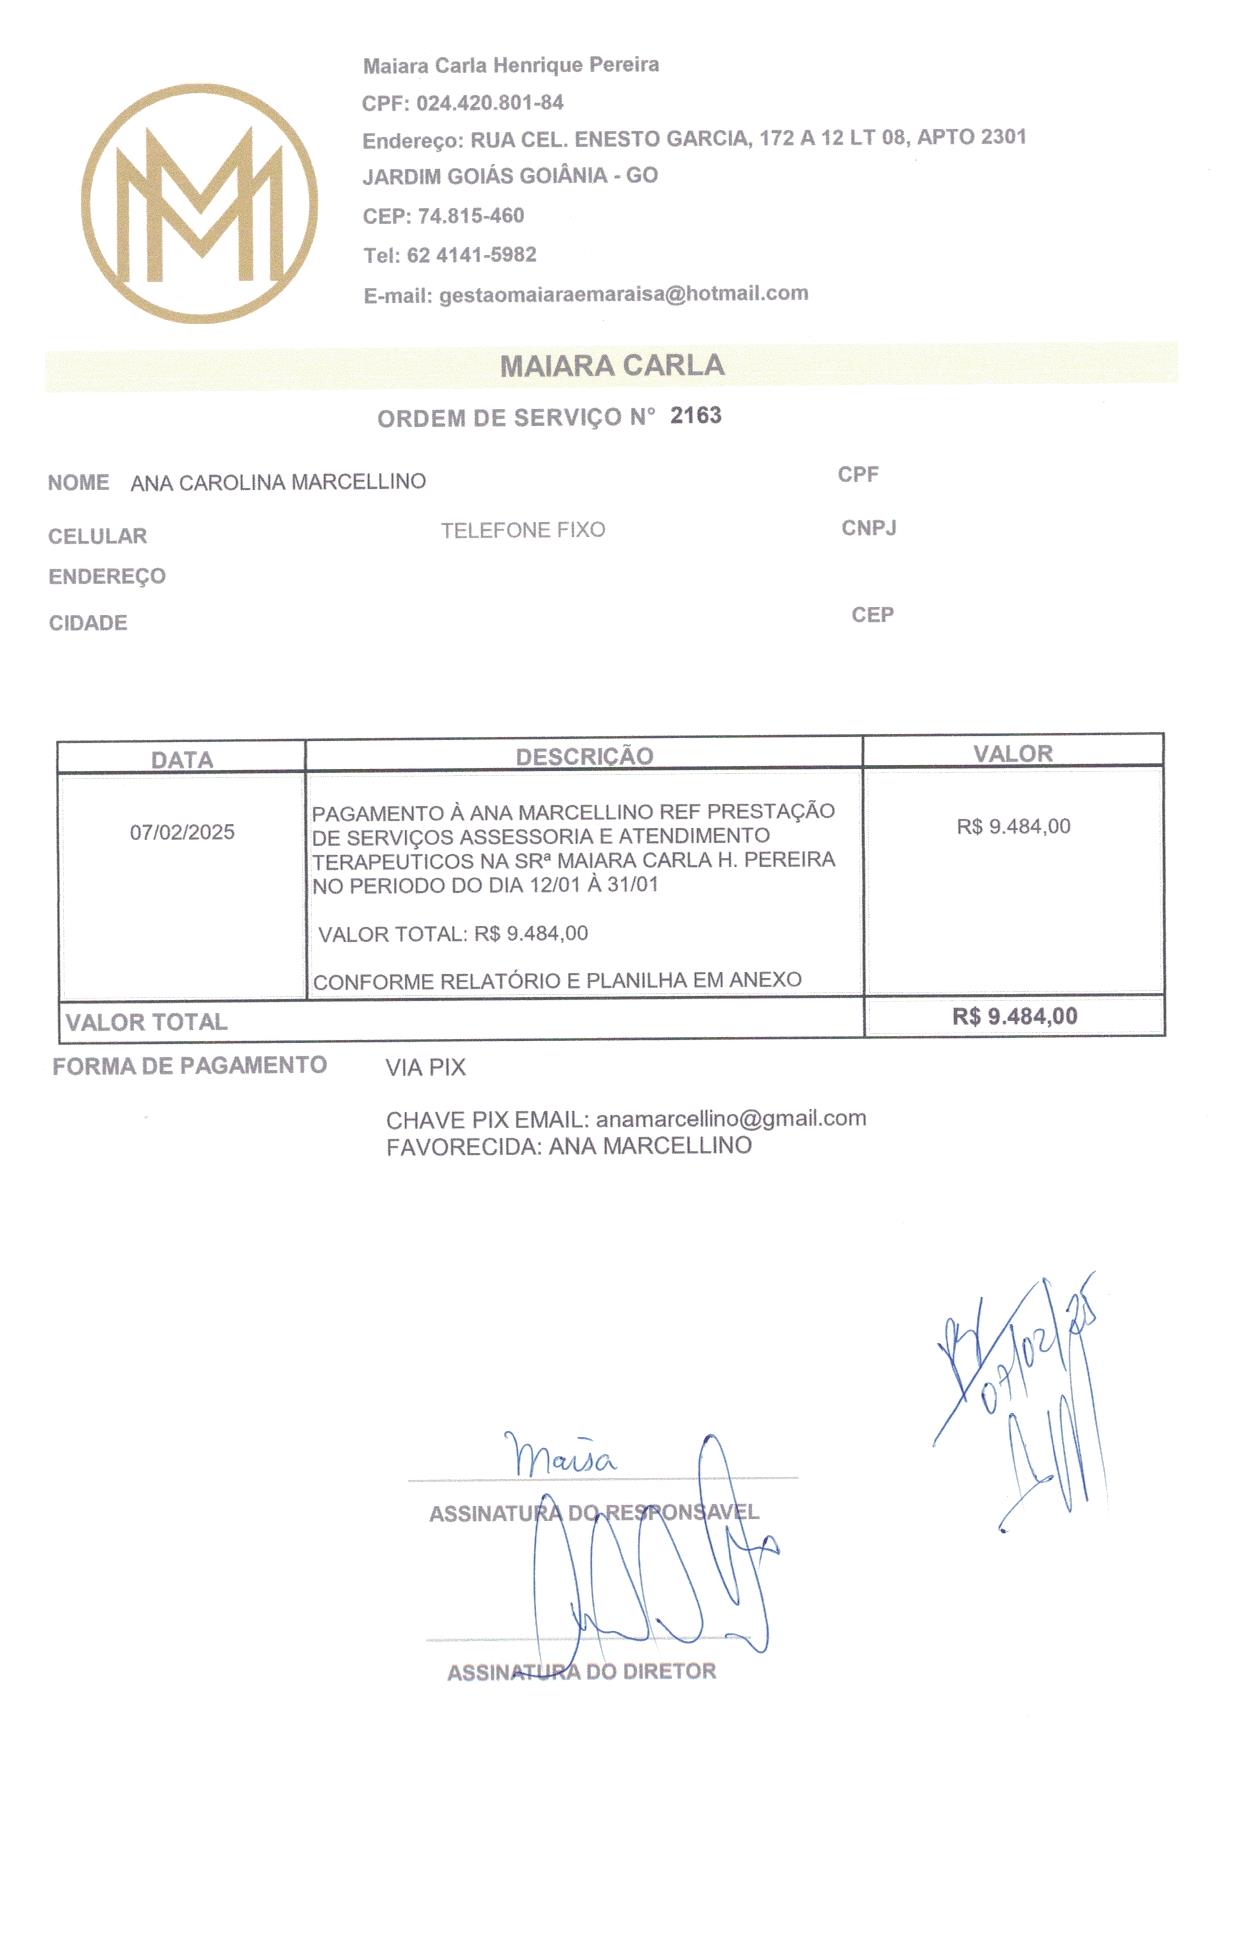 Maiara Carla Henrique Pereira
CPF: 024.420.801-84
Endereço: RUA CEL. ENESTO GARCIA, 172 A 12 LT 08, APTO 2301
JARDIM GOIÁS GOIÂNIA - GO
CEP: 74.815-460
Tel: 62 4141-5982
E-mail: gestaomaiaraemaraisa@hotmail.com
MAIARA CARLA
ORDEM DE SERVIÇO N° 2163
NOME ANA CAROLINA MARCELLINO CPF
CELULAR TELEFONE FIXO CNPJ
ENDEREÇO
CIDADE CEP
DATA DESCRIÇÃO VALOR
07/02/2025
PAGAMENTO À ANA MARCELLINO REF PRESTAÇÃO
DE SERVIÇOS ASSESSORIA E ATENDIMENTO
TERAPEUTICOS NA SRª MAIARA CARLA H. PEREIRA
NO PERIODO DO DIA 12/01 À 31/01
VALOR TOTAL: R$ 9.484,00
CONFORME RELATÓRIO E PLANILHA EM ANEXO
R$ 9.484,00
VALOR TOTAL R$ 9.484,00
FORMA DE PAGAMENTO VIA PIX
CHAVE PIX EMAIL: anamarcellino@gmail.com
FAVORECIDA: ANA MARCELLINO
07/02/25
Maisa
ASSINATURA DO RESPONSAVEL
ASSINATURA DO DIRETOR